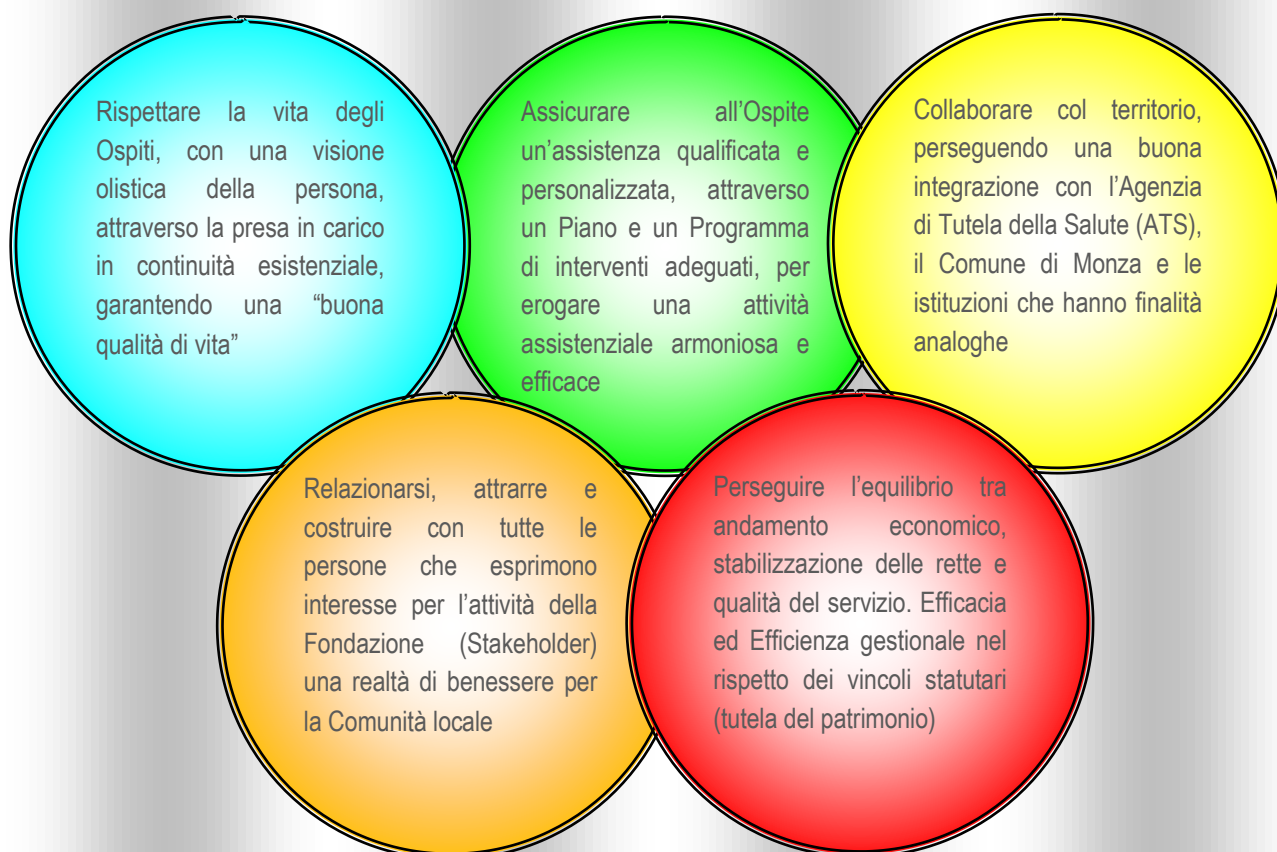 Rispettare la vita degli
Ospiti, con una visione
olistica della persona,
attraverso la presa in carico
in continuità esistenziale,
garantendo una “buona
qualità di vita”
Assicurare all’Ospite
un’assistenza qualificata e
personalizzata, attraverso
un Piano e un Programma
di interventi adeguati, per
erogare una attività
assistenziale armoniosa e
efficace
Collaborare col territorio,
perseguendo una buona
integrazione con l’Agenzia
di Tutela della Salute (ATS),
il Comune di Monza e le
istituzioni che hanno finalità
analoghe
Relazionarsi, attrarre e
costruire con tutte le
persone che esprimono
interesse per l’attività della
Fondazione (Stakeholder)
una realtà di benessere per
la Comunità locale
Perseguire l’equilibrio tra
andamento economico,
stabilizzazione delle rette e
qualità del servizio. Efficacia
ed Efficienza gestionale nel
rispetto dei vincoli statutari
(tutela del patrimonio)